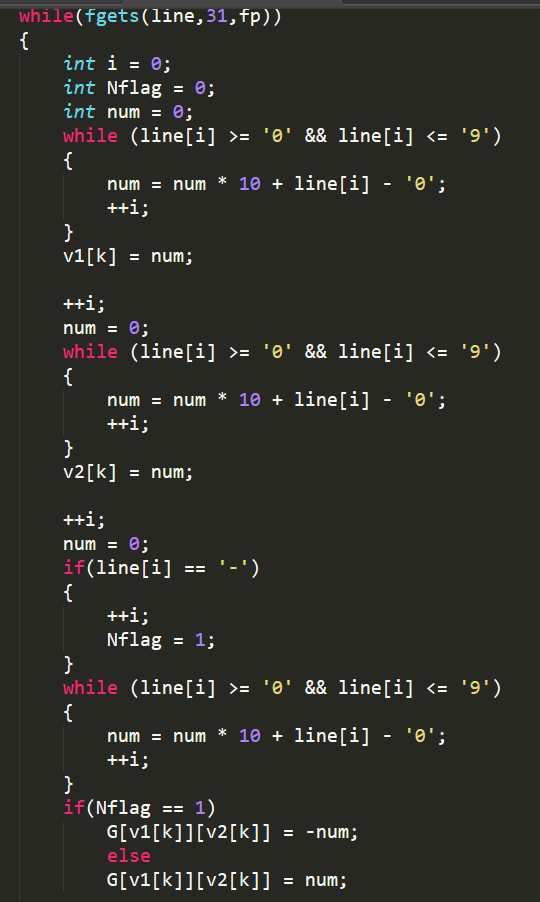 while(fgets(line,31,fp))
{
    int i = 0;
    int Nflag = 0;
    int num = 0;
    while (line[i] >= '0' && line[i] <= '9')
    {
        num = num * 10 + line[i] - '0';
        ++i;
    }
    v1[k] = num;

    ++i;
    num = 0;
    while (line[i] >= '0' && line[i] <= '9')
    {
        num = num * 10 + line[i] - '0';
        ++i;
    }
    v2[k] = num;

    ++i;
    num = 0;
    if(line[i] == '-')
    {
        ++i;
        Nflag = 1;
    }
    while (line[i] >= '0' && line[i] <= '9')
    {
        num = num * 10 + line[i] - '0';
        ++i;
    }
    if(Nflag == 1)
        G[v1[k]][v2[k]] = -num;
        else
        G[v1[k]][v2[k]] = num;